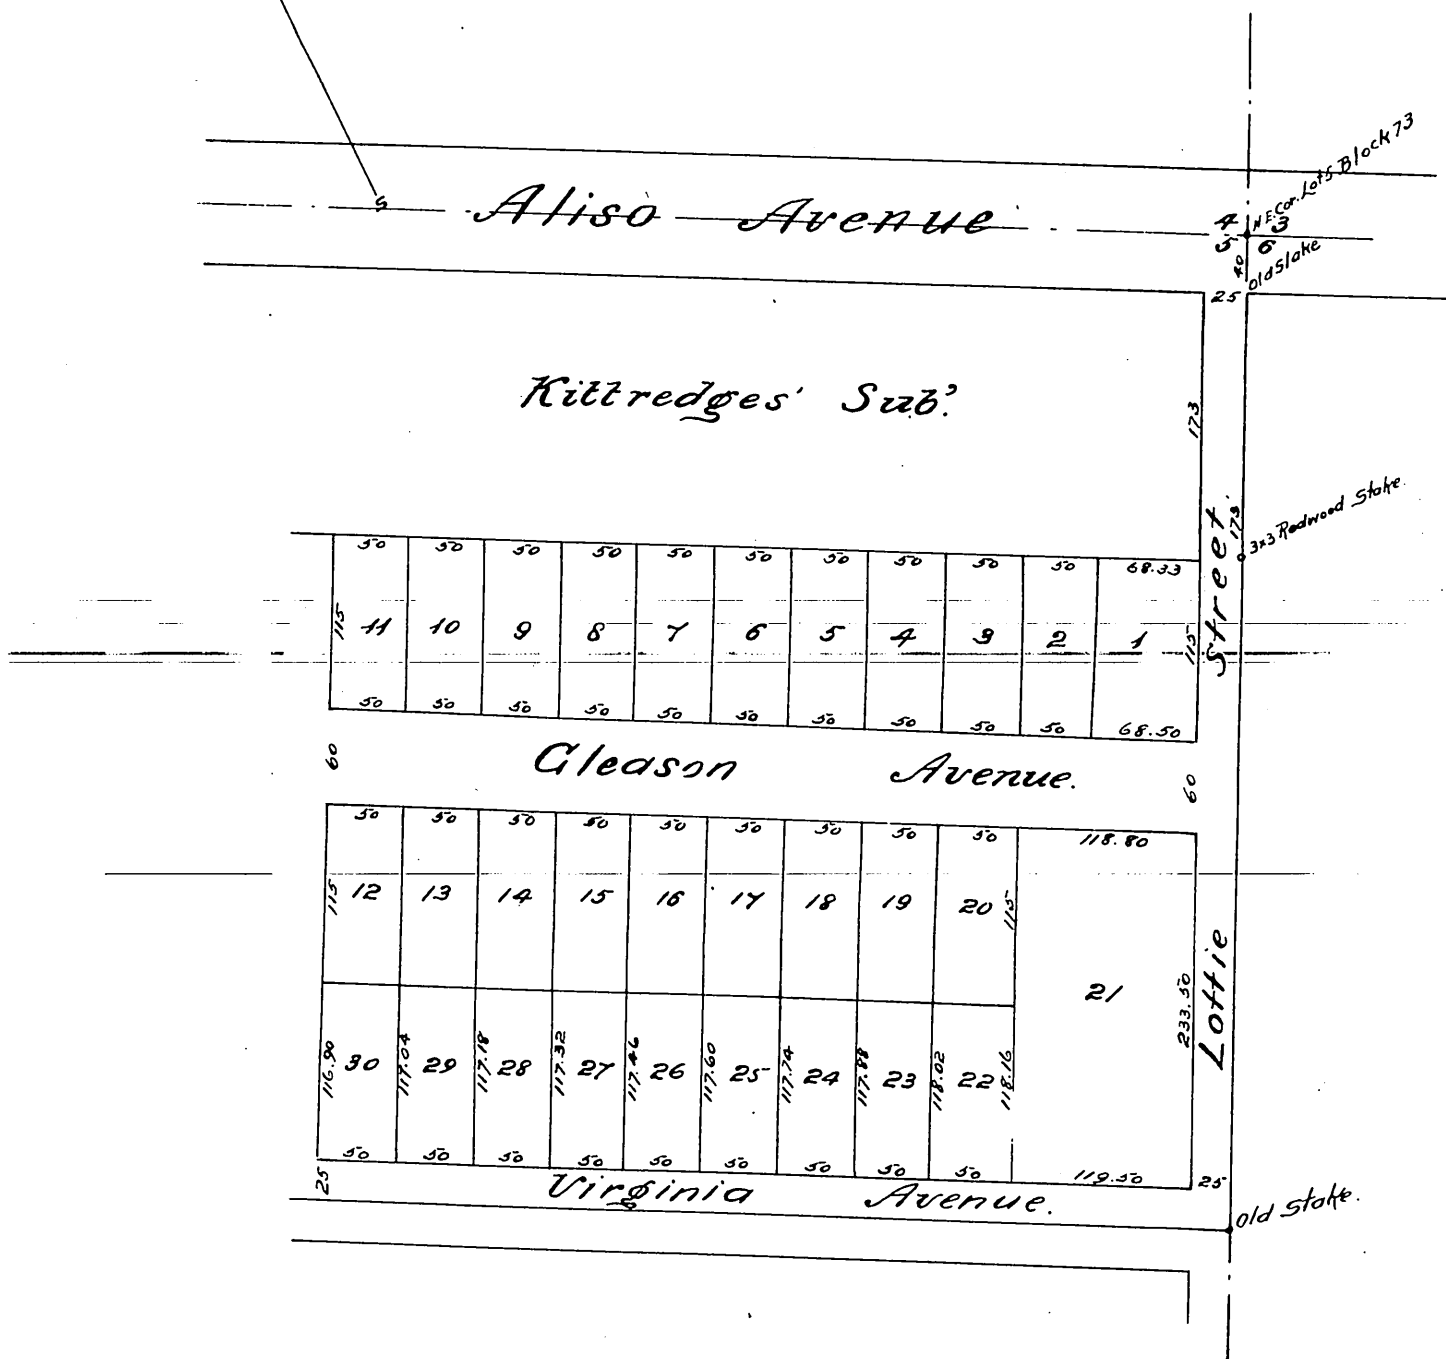 N.E. Cor. Lot 5 Block 73
Aliso Avenue
4 3
5 6
40
Old Stake
25
Kittredges' Sub.
173
173
3x3 Redwood Stake.
50 50 50 50 50 50 50 50 50 50 68.33
115 11 10 9 8 7 6 5 4 3 2 1 115
50 50 50 50 50 50 50 50 50 50 68.50
Lottie Street.
60 Gleason Avenue. 60
50 50 50 50 50 50 50 50 50 118.80
115 12 13 14 15 16 17 18 19 20 115
21
233.50
116.90 30 117.04 29 117.18 28 117.32 27 117.46 26 117.60 25 117.74 24 117.88 23 118.02 22 118.16
50 50 50 50 50 50 50 50 50 119.50
25 Virginia Avenue. 25
Old Stake.